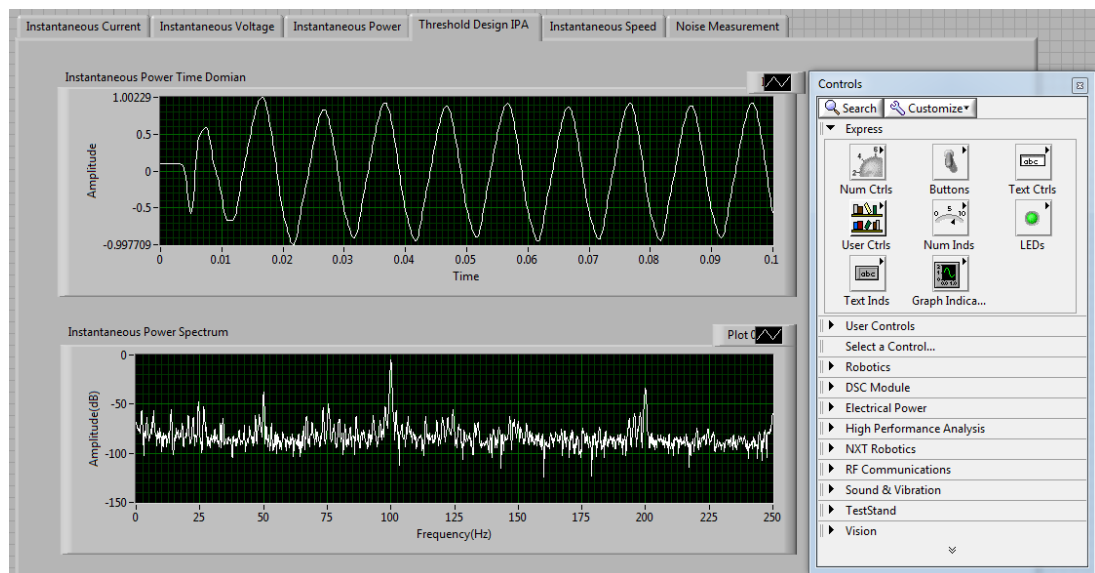 Instantaneous Current Instantaneous Voltage Instantaneous Power Threshold Design IPA Instantaneous Speed Noise Measurement
Instantaneous Power Time Domian
1.00229
0.5
0
-0.5
-0.997709
Amplitude
0 0.01 0.02 0.03 0.04 0.05 0.06 0.07 0.08 0.09 0.1
Time
Instantaneous Power Spectrum
Plot 0
0
-50
-100
-150
Amplitude(dB)
0 25 50 75 100 125 150 175 200 225 250
Frequency(Hz)
Controls
Search Customize
Express
Num Ctrls Buttons Text Ctrls
User Ctrls Num Inds LEDs
Text Inds Graph Indica...
User Controls
Select a Control...
Robotics
DSC Module
Electrical Power
High Performance Analysis
NXT Robotics
RF Communications
Sound & Vibration
TestStand
Vision